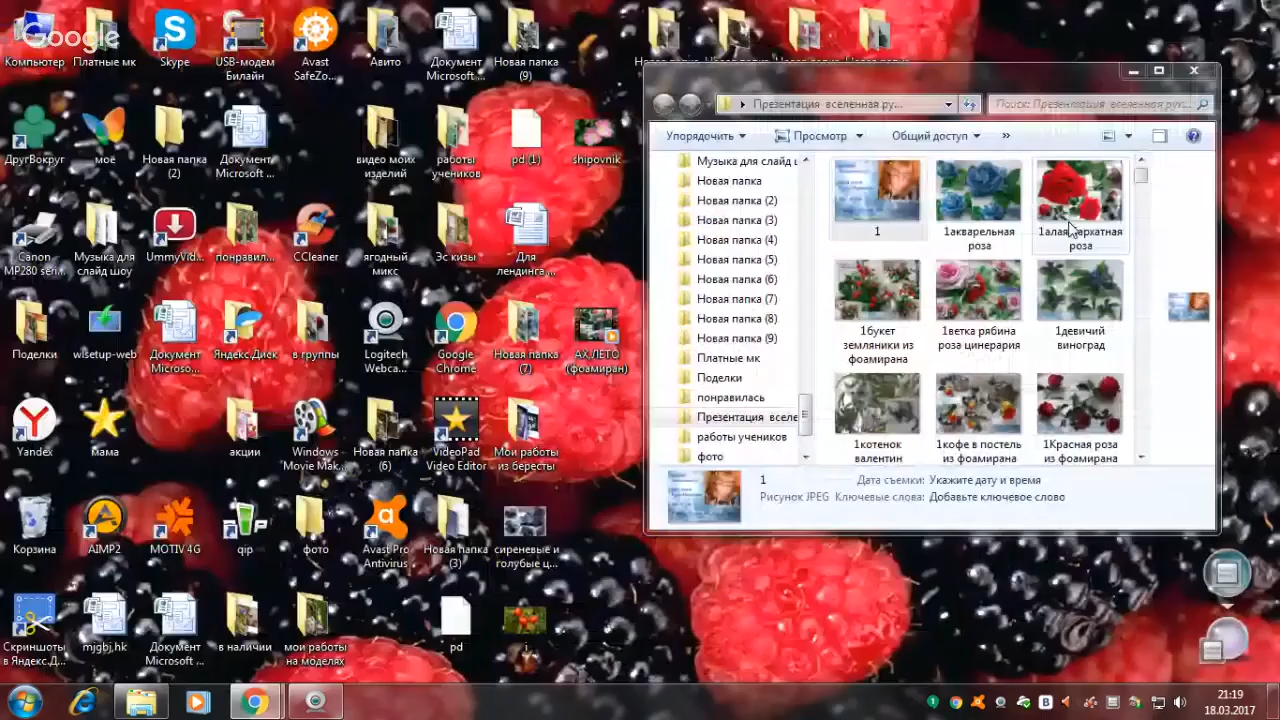 Google
Компьютер
Платные мк
Skype
USB-модем
Билайн
Avast
SafeZo...
Авито
Документ
Microsoft ...
Новая папка
(9)
ДругВокруг
мое
Новая папка
(2)
Документ
Microsoft ...
видео моих
изделий
работы
учеников
pd (1)
shipovnik
Canon
MP280 seri...
Музыка для
слайд шоу
UmmyVid...
понравил...
CCleaner
ягодный
микс
Эс кизы
Для
лендинга ...
Поделки
wlsetup-web
Документ
Microso...
Яндекс.Диск
в группы
Logitech
Webca...
Google
Chrome
Новая папка
(7)
АХ,ЛЕТО
(фоамиран)
Yandex
мама
акции
Windows
Movie Mak...
Новая папка
(6)
VideoPad
Video Editor
Мои работы
из бересты
Корзина
AIMP2
MOTIV 4G
qip
фото
Avast Pro
Antivirus
Новая папка
(3)
сиреневые и
голубые ц...
Скриншоты
в Яндекс.Д...
mjgbj,hk
Документ
Microsoft ...
в наличии
мои работы
на моделях
pd
i
Презентация вселенная ру...
Поиск: Презентация вселенная рук...
Упорядочить
Просмотр
Общий доступ
»
Музыка для слайд
Новая папка
Новая папка (2)
Новая папка (3)
Новая папка (4)
Новая папка (5)
Новая папка (6)
Новая папка (7)
Новая папка (8)
Новая папка (9)
Платные мк
Поделки
понравилась
Презентация вселе
работы учеников
фото
1
1акварельная
роза
1алая бархатная
роза
1букет
земляники из
фоамирана
1ветка рябина
роза цинерария
1девичий
виноград
1котенок
валентин
1кофе в постель
из фоамирана
1Красная роза
из фоамирана
1
Рисунок JPEG
Дата съемки: Укажите дату и время
Ключевые слова: Добавьте ключевое слово
21:19
18.03.2017